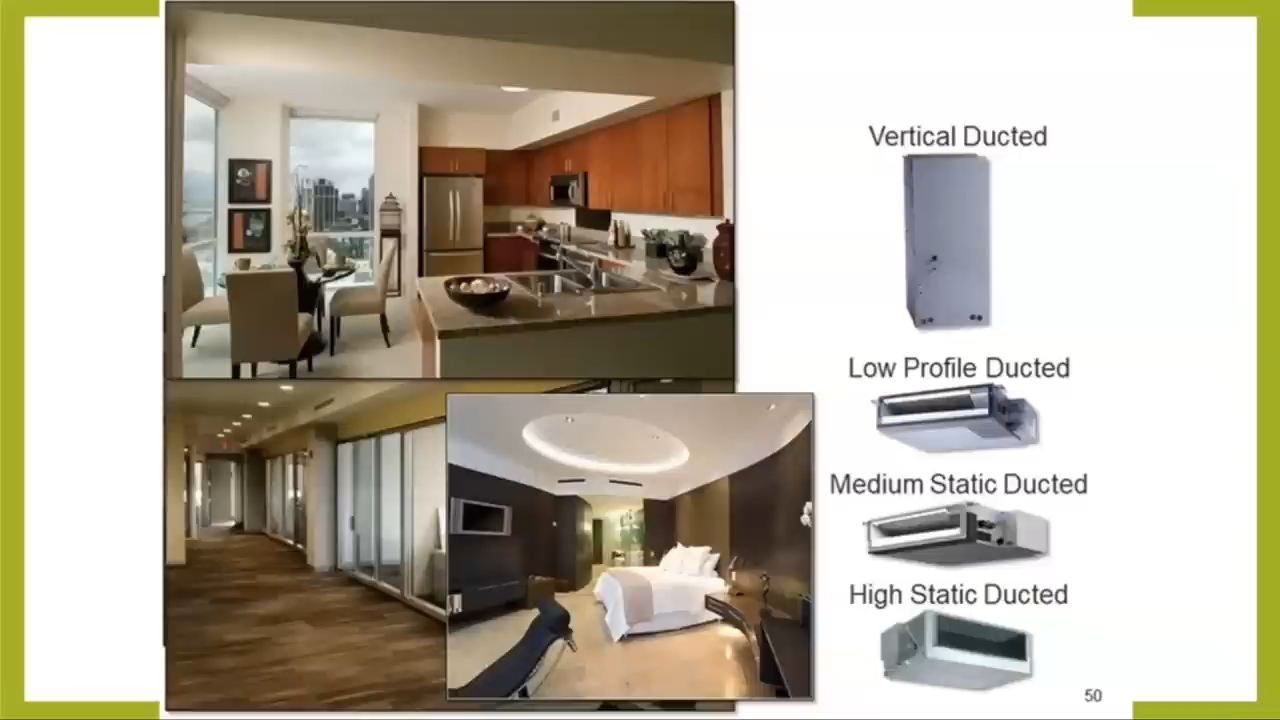 Vertical Ducted
Low Profile Ducted
Medium Static Ducted
High Static Ducted
50